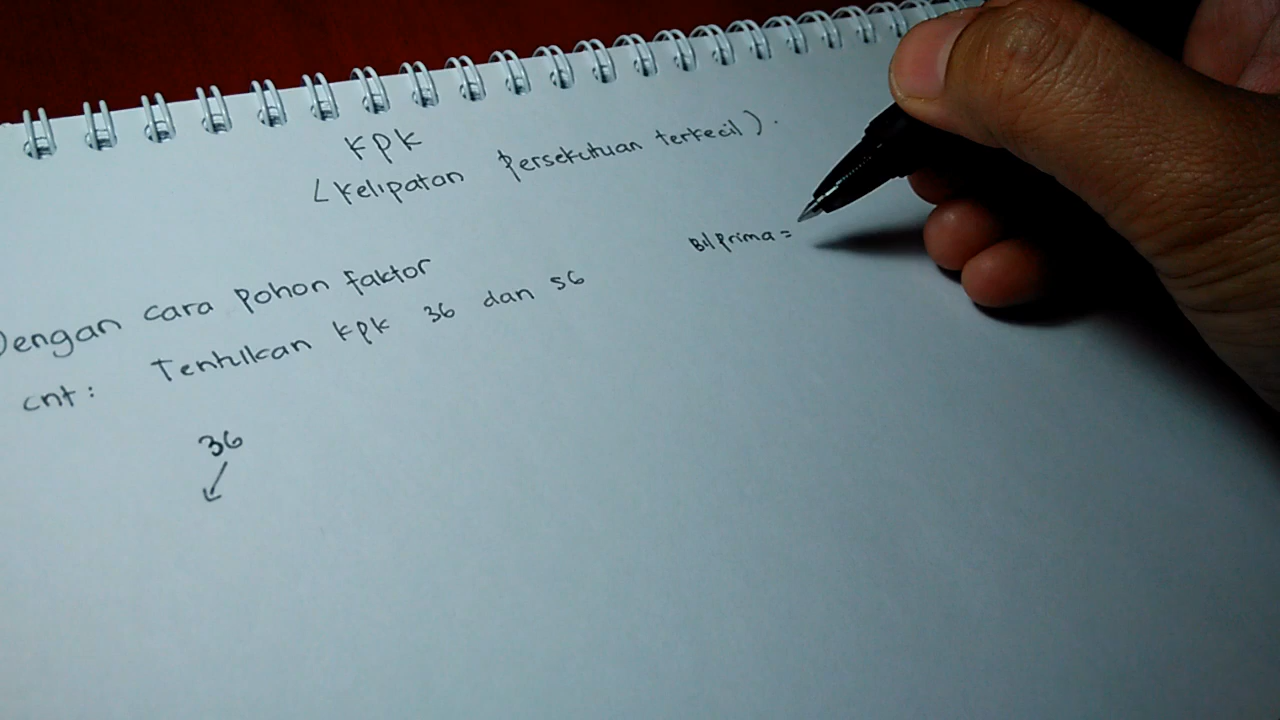 KPK
(Kelipatan Persekutuan terkecil).
Bil Prima =
Dengan cara Pohon faktor
cnt: Tentukan KPK 36 dan 56
36